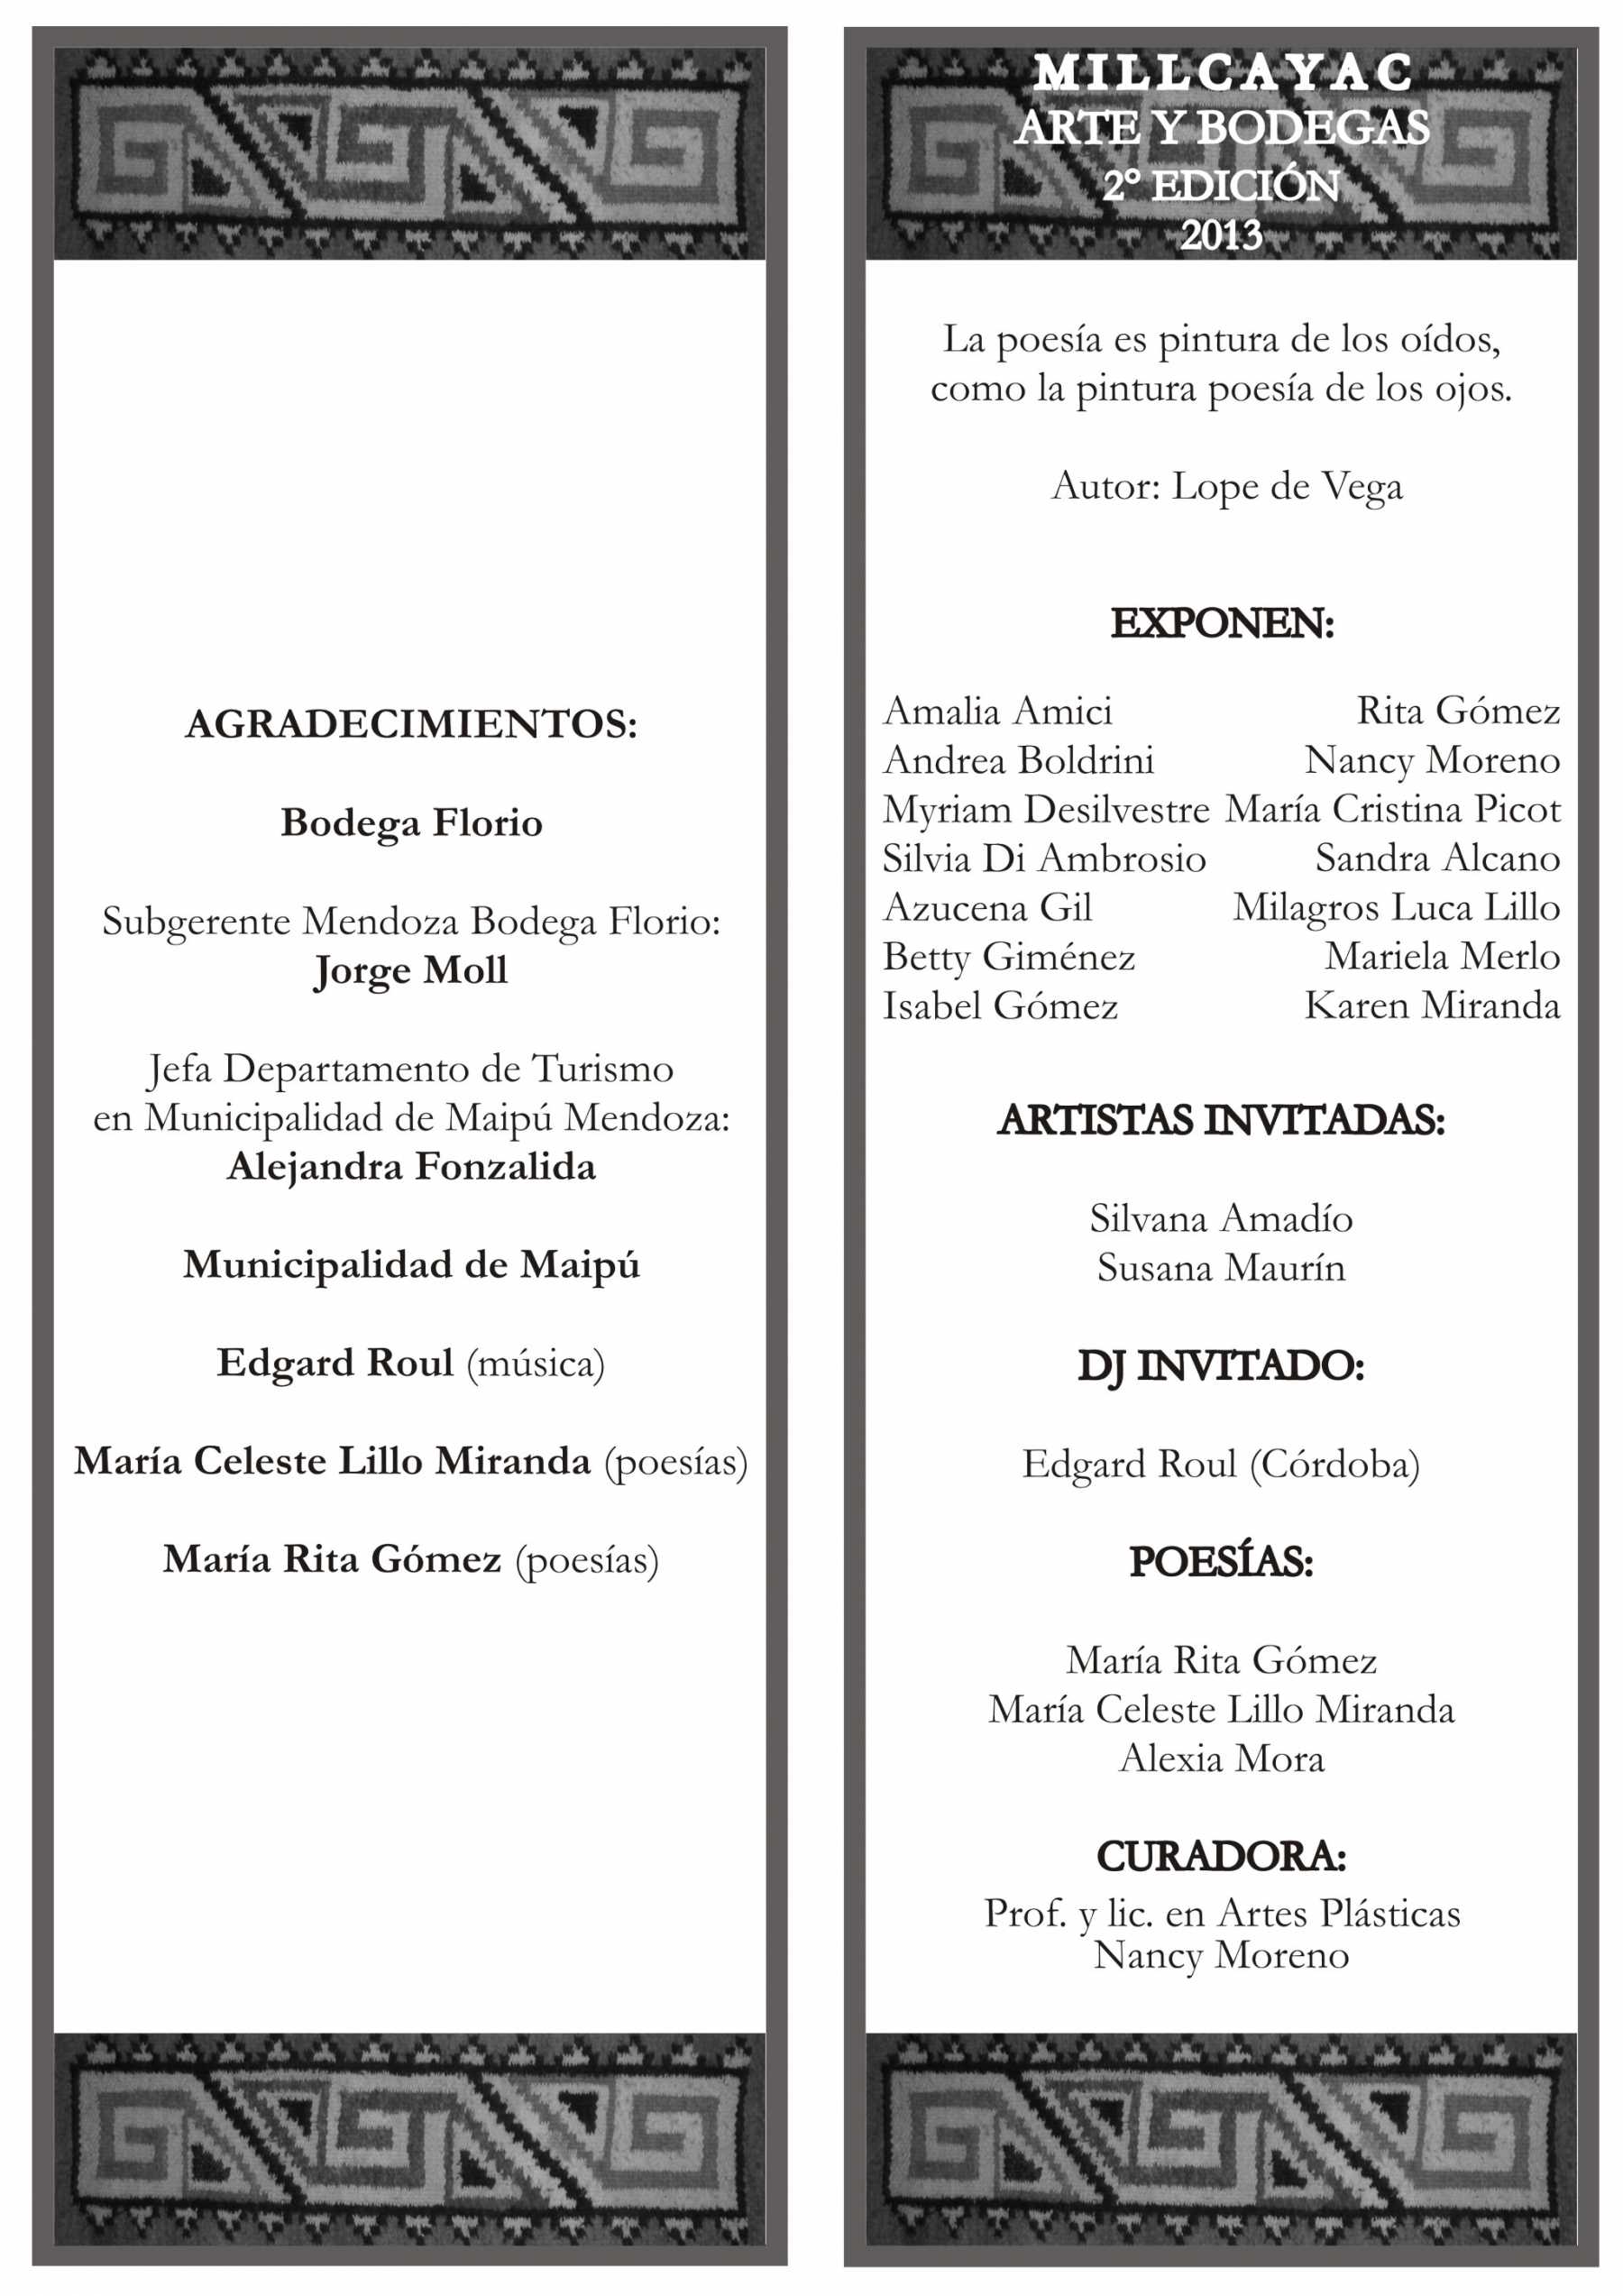 AGRADECIMIENTOS:
Bodega Florio
Subgerente Mendoza Bodega Florio:
Jorge Moll
Jefa Departamento de Turismo
en Municipalidad de Maipú Mendoza:
Alejandra Fonzalida
Municipalidad de Maipú
Edgard Roul (música)
María Celeste Lillo Miranda (poesías)
María Rita Gómez (poesías)
MILLCAYAC
ARTE Y BODEGAS
2° EDICIÓN
2013
La poesía es pintura de los oídos,
como la pintura poesía de los ojos.
Autor: Lope de Vega
EXPONEN:
Amalia Amici Rita Gómez
Andrea Boldrini Nancy Moreno
Myriam Desilvestre María Cristina Picot
Silvia Di Ambrosio Sandra Alcano
Azucena Gil Milagros Luca Lillo
Betty Giménez Mariela Merlo
Isabel Gómez Karen Miranda
ARTISTAS INVITADAS:
Silvana Amadío
Susana Maurín
DJ INVITADO:
Edgard Roul (Córdoba)
POESÍAS:
María Rita Gómez
María Celeste Lillo Miranda
Alexia Mora
CURADORA:
Prof. y lic. en Artes Plásticas
Nancy Moreno